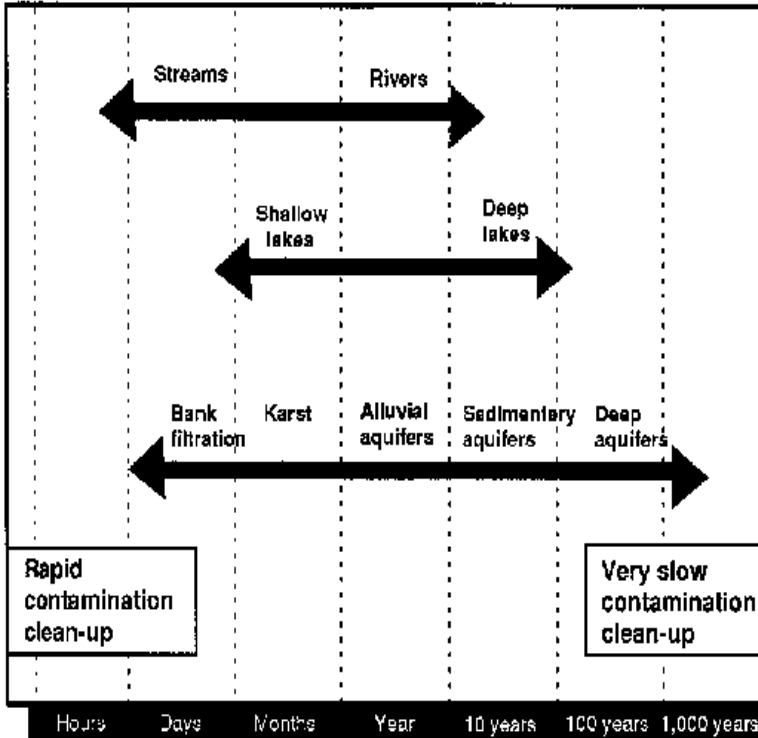 Streams
Rivers
Shallow
lakes
Deep
lakes
Bank
filtration
Karst
Alluvial
aquifers
Sedimentary
aquifers
Deep
aquifers
Rapid
contamination
clean-up
Very slow
contamination
clean-up
Hours Days Months Year 10 years 100 years 1,000 years